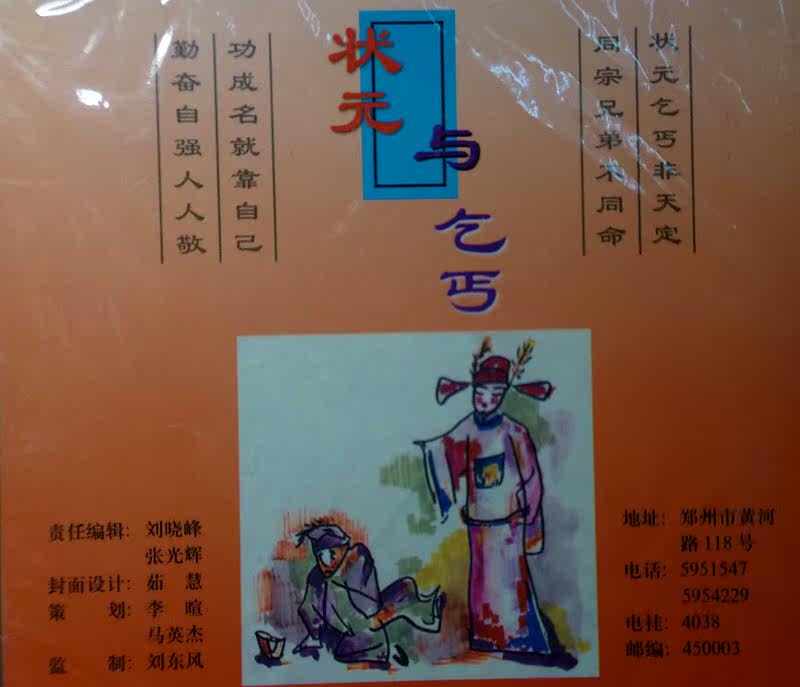 状元与乞丐
状元乞丐非天定
同宗兄弟不同命
功成名就靠自己
勤奋自强人人敬
责任编辑：刘晓峰
张光辉
封面设计：茹 慧
策 划：李 暄
马英杰
监 制：刘东风
地址：郑州市黄河
路118号
电话：5951547
5954229
电挂：4038
邮编：450003